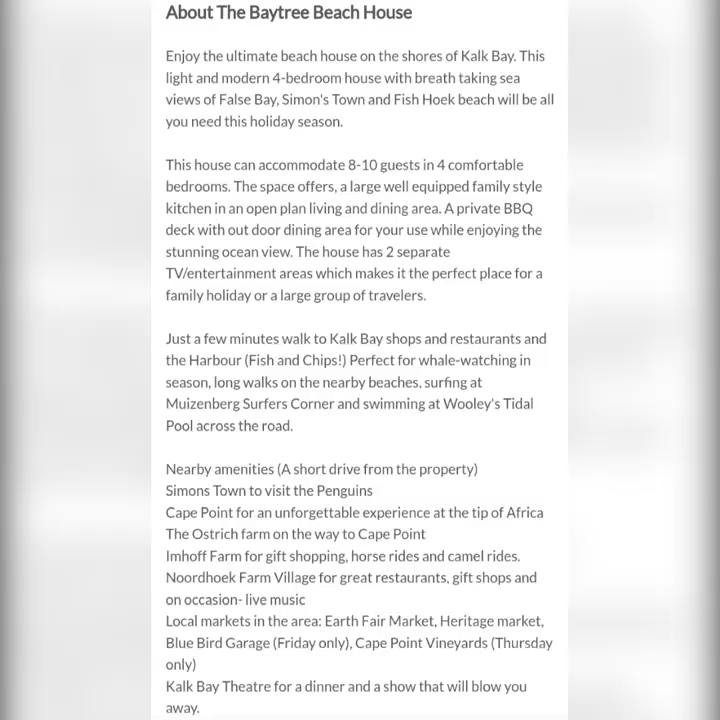 About The Baytree Beach House
Enjoy the ultimate beach house on the shores of Kalk Bay. This
light and modern 4-bedroom house with breath taking sea
views of False Bay, Simon's Town and Fish Hoek beach will be all
you need this holiday season.
This house can accommodate 8-10 guests in 4 comfortable
bedrooms. The space offers, a large well equipped family style
kitchen in an open plan living and dining area. A private BBQ
deck with out door dining area for your use while enjoying the
stunning ocean view. The house has 2 separate
TV/entertainment areas which makes it the perfect place for a
family holiday or a large group of travelers.
Just a few minutes walk to Kalk Bay shops and restaurants and
the Harbour (Fish and Chips!) Perfect for whale-watching in
season, long walks on the nearby beaches, surfing at
Muizenberg Surfers Corner and swimming at Wooley's Tidal
Pool across the road.
Nearby amenities (A short drive from the property)
Simons Town to visit the Penguins
Cape Point for an unforgettable experience at the tip of Africa
The Ostrich farm on the way to Cape Point
Imhoff Farm for gift shopping, horse rides and camel rides.
Noordhoek Farm Village for great restaurants, gift shops and
on occasion- live music
Local markets in the area: Earth Fair Market, Heritage market,
Blue Bird Garage (Friday only), Cape Point Vineyards (Thursday
only)
Kalk Bay Theatre for a dinner and a show that will blow you
away.